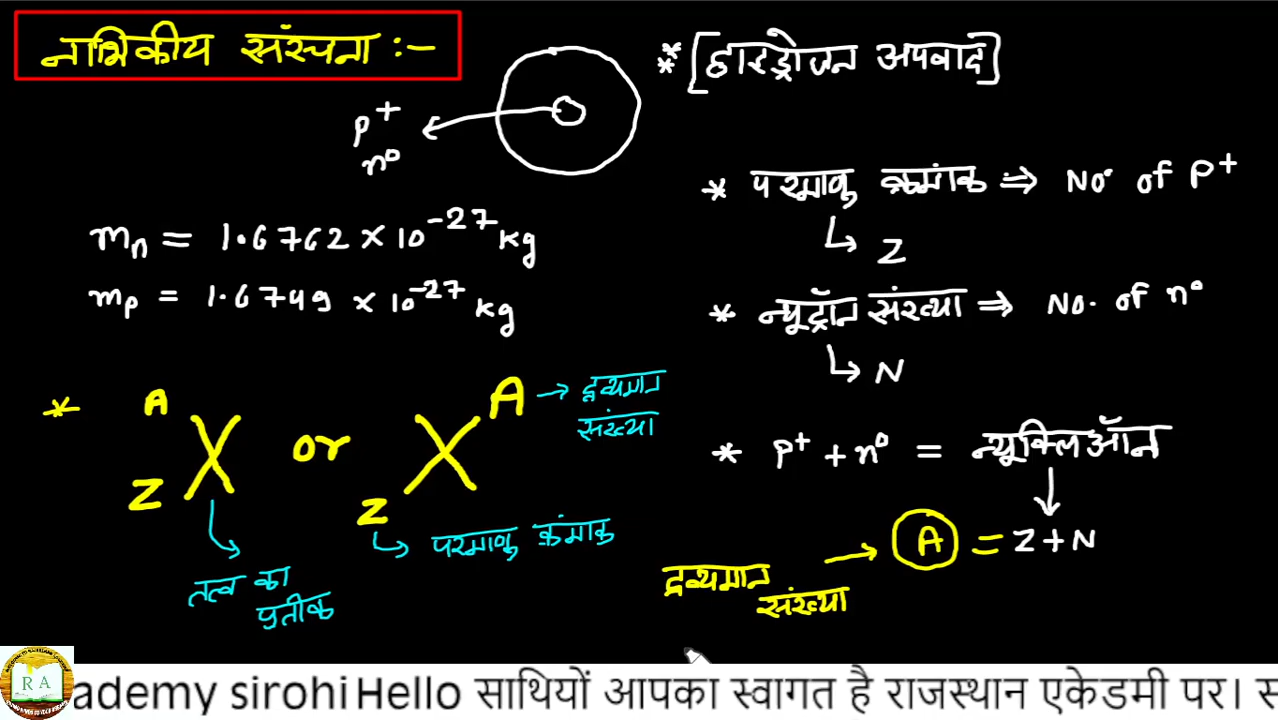 नाभिकीय संरचना :-
*
* [हाइड्रोजन अपवाद]
p+
n°
mn = 1.6762 × 10-27 kg
mp = 1.6749 × 10-27 kg
* परमाणु क्रमांक ⇒ No. of p+
↳ Z
* न्यूट्रॉन संख्या ⇒ No. of n°
↳ N
* p+ + n° = न्यूक्लिऑन
द्रव्यमान संख्या → A = Z + N
* A
Z X or Z X A → द्रव्यमान
संख्या
↳ परमाणु क्रंमाक
तत्व का
प्रतीक
RA
ademy sirohi Hello साथियों आपका स्वागत है राजस्थान एकेडमी पर। स